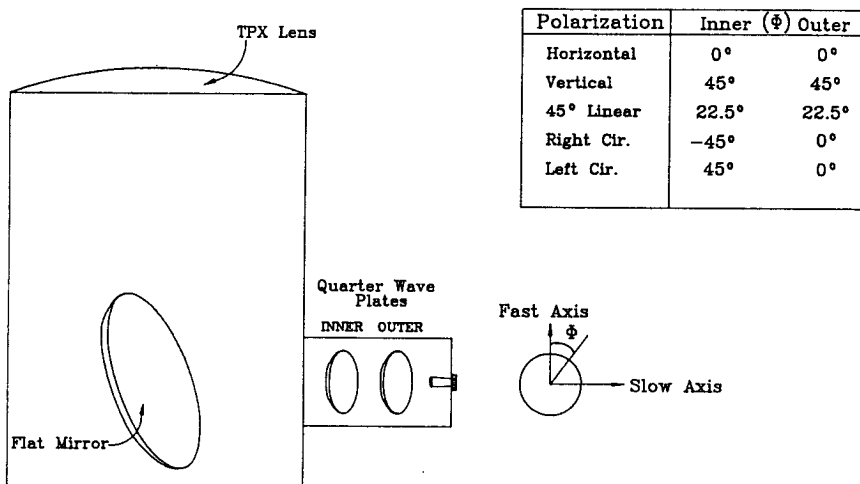 TPX Lens
Polarization Inner (Φ) Outer
Horizontal 0° 0°
Vertical 45° 45°
45° Linear 22.5° 22.5°
Right Cir. −45° 0°
Left Cir. 45° 0°
Quarter Wave
Plates
INNER OUTER
Fast Axis
Φ
Slow Axis
Flat Mirror